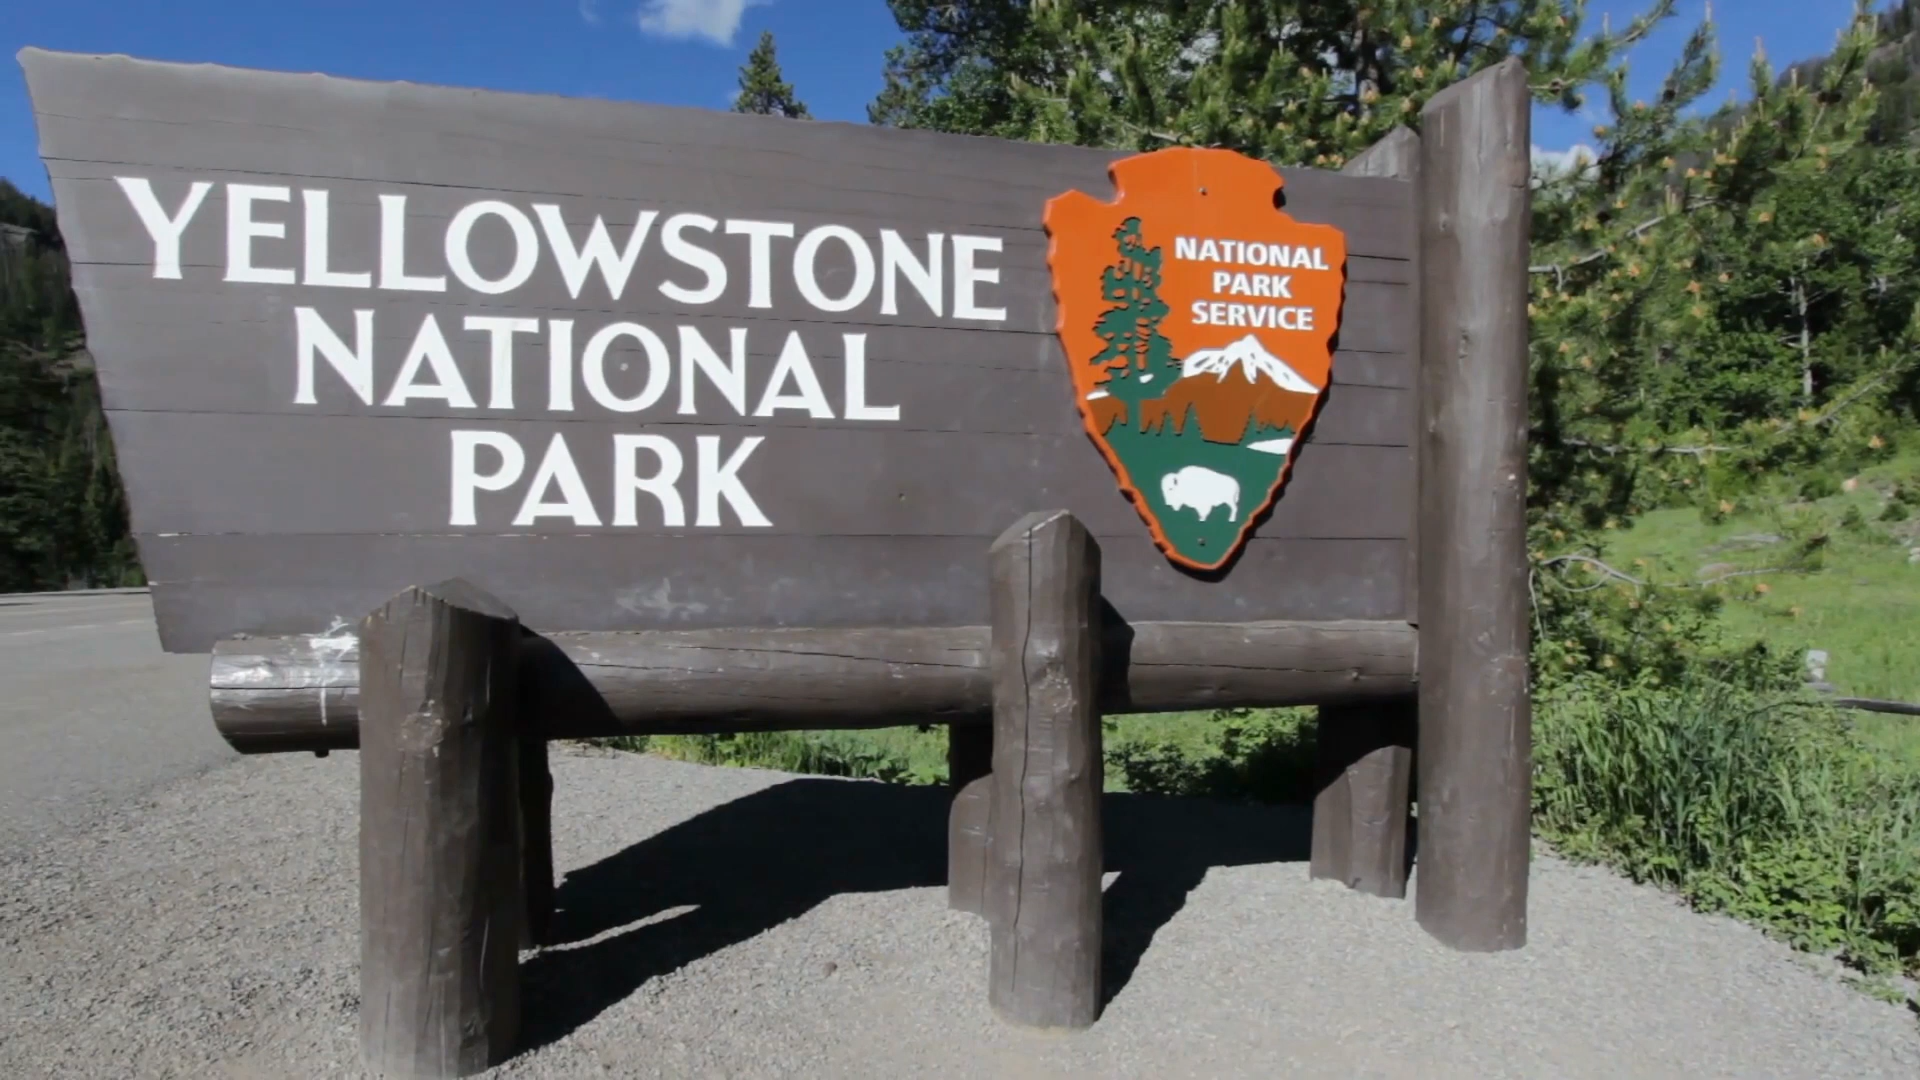 YELLOWSTONE
NATIONAL
PARK
NATIONAL
PARK
SERVICE